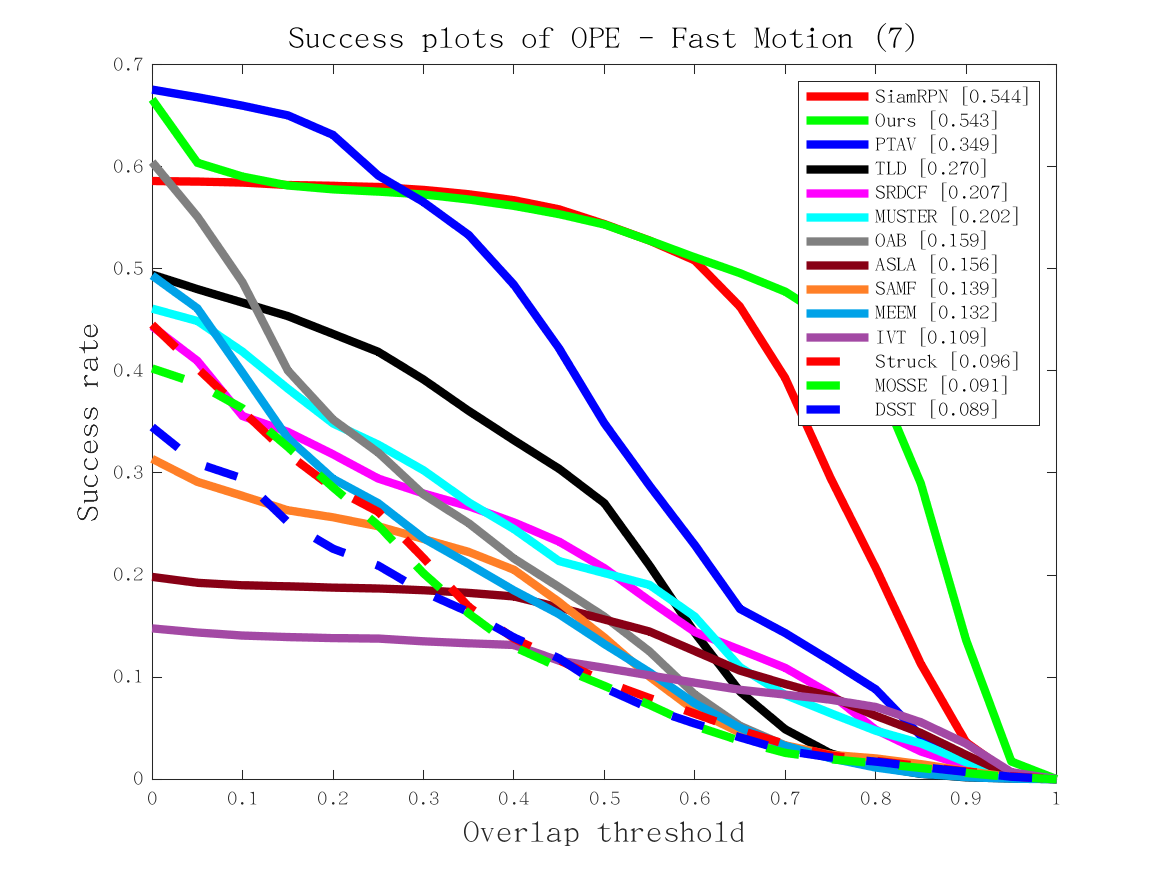 Success plots of OPE - Fast Motion (7)
0.7
0.6
0.5
0.4
0.3
0.2
0.1
0
Success rate
SiamRPN [0.544]
Ours [0.543]
PTAV [0.349]
TLD [0.270]
SRDCF [0.207]
MUSTER [0.202]
OAB [0.159]
ASLA [0.156]
SAMF [0.139]
MEEM [0.132]
IVT [0.109]
Struck [0.096]
MOSSE [0.091]
DSST [0.089]
0 0.1 0.2 0.3 0.4 0.5 0.6 0.7 0.8 0.9 1
Overlap threshold